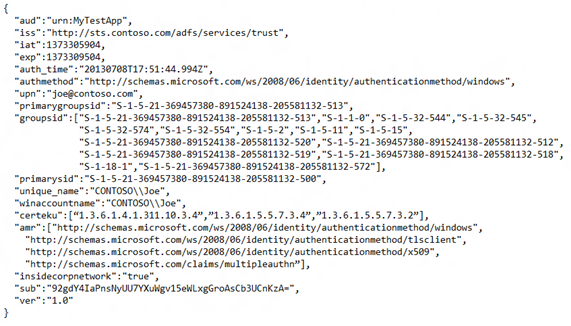 {
"aud":"urn:MyTestApp",
"iss":"http://sts.contoso.com/adfs/services/trust",
"iat":1373305904,
"exp":1373309504,
"auth_time":"20130708T17:51:44.994Z",
"authmethod":"http://schemas.microsoft.com/ws/2008/06/identity/authenticationmethod/windows",
"upn":"joe@contoso.com",
"primarygroupsid":"S-1-5-21-369457380-891524138-205581132-513",
"groupsid":["S-1-5-21-369457380-891524138-205581132-513","S-1-1-0","S-1-5-32-544","S-1-5-32-545",
"S-1-5-32-574","S-1-5-32-554","S-1-5-2","S-1-5-11","S-1-5-15",
"S-1-5-21-369457380-891524138-205581132-520","S-1-5-21-369457380-891524138-205581132-512",
"S-1-5-21-369457380-891524138-205581132-519","S-1-5-21-369457380-891524138-205581132-518",
"S-1-18-1","S-1-5-21-369457380-891524138-205581132-572"],
"primarysid":"S-1-5-21-369457380-891524138-205581132-500",
"unique_name":"CONTOSO\\Joe",
"winaccountname":"CONTOSO\\Joe",
"certeku":[“1.3.6.1.4.1.311.10.3.4”,”1.3.6.1.5.5.7.3.4”,”1.3.6.1.5.5.7.3.2”],
"amr":["http://schemas.microsoft.com/ws/2008/06/identity/authenticationmethod/windows",
"http://schemas.microsoft.com/ws/2008/06/identity/authenticationmethod/tlsclient",
"http://schemas.microsoft.com/ws/2008/06/identity/authenticationmethod/x509",
"http://schemas.microsoft.com/claims/multipleauthn”],
"insidecorpnetwork":"true",
"sub":"92gdY4IaPnsNyUU7YXuWgv15eWLxgGroAsCb3UCnKzA=",
"ver":"1.0"
}